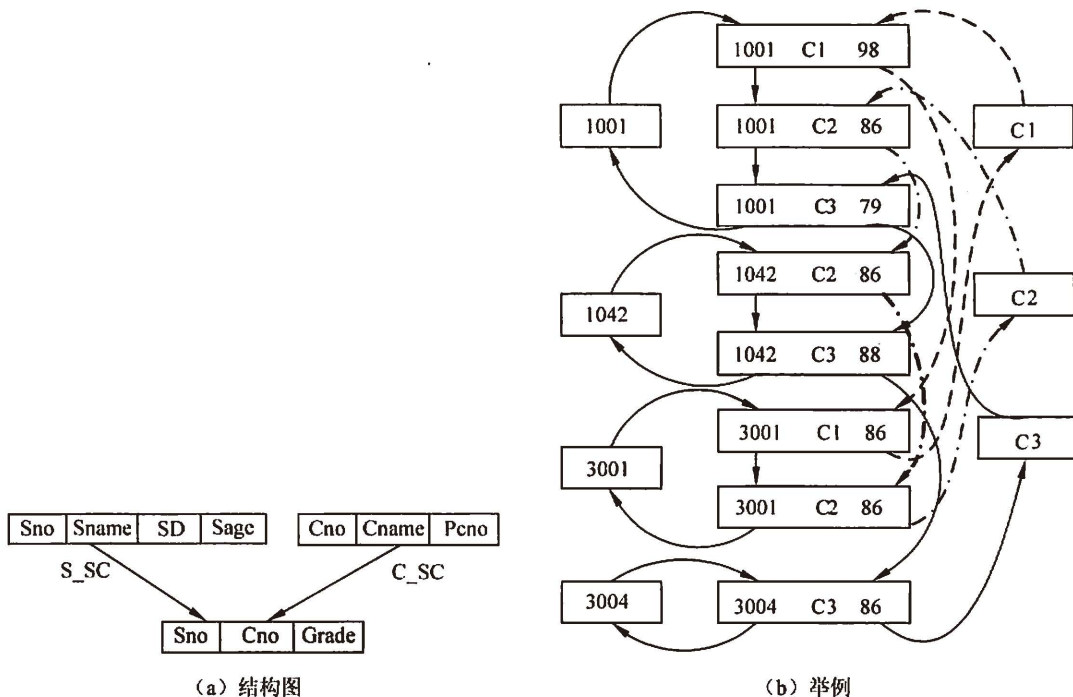 1001 C1 98
1001
1001 C2 86
C1
1001 C3 79
1042 C2 86
1042
C2
1042 C3 88
3001 C1 86
C3
3001
3001 C2 86
3004
3004 C3 86
Sno Sname SD Sage
Cno Cname Pcno
S_SC
C_SC
Sno Cno Grade
(a) 结构图
(b) 举例